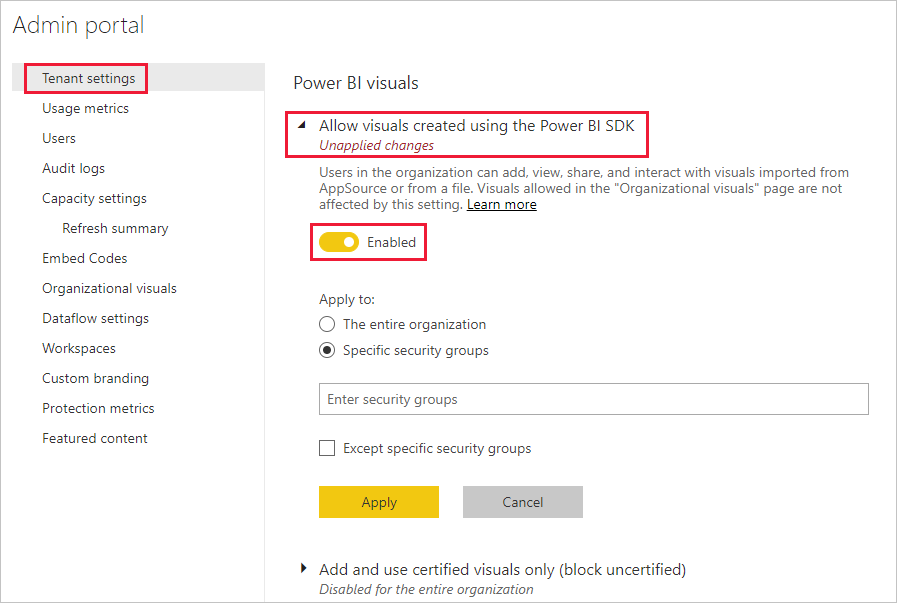 Admin portal
Tenant settings
Usage metrics
Users
Audit logs
Capacity settings
Refresh summary
Embed Codes
Organizational visuals
Dataflow settings
Workspaces
Custom branding
Protection metrics
Featured content
Power BI visuals
Allow visuals created using the Power BI SDK
Unapplied changes
Users in the organization can add, view, share, and interact with visuals imported from
AppSource or from a file. Visuals allowed in the "Organizational visuals" page are not
affected by this setting. Learn more
Enabled
Apply to:
The entire organization
Specific security groups
Enter security groups
Except specific security groups
Apply
Cancel
Add and use certified visuals only (block uncertified)
Disabled for the entire organization